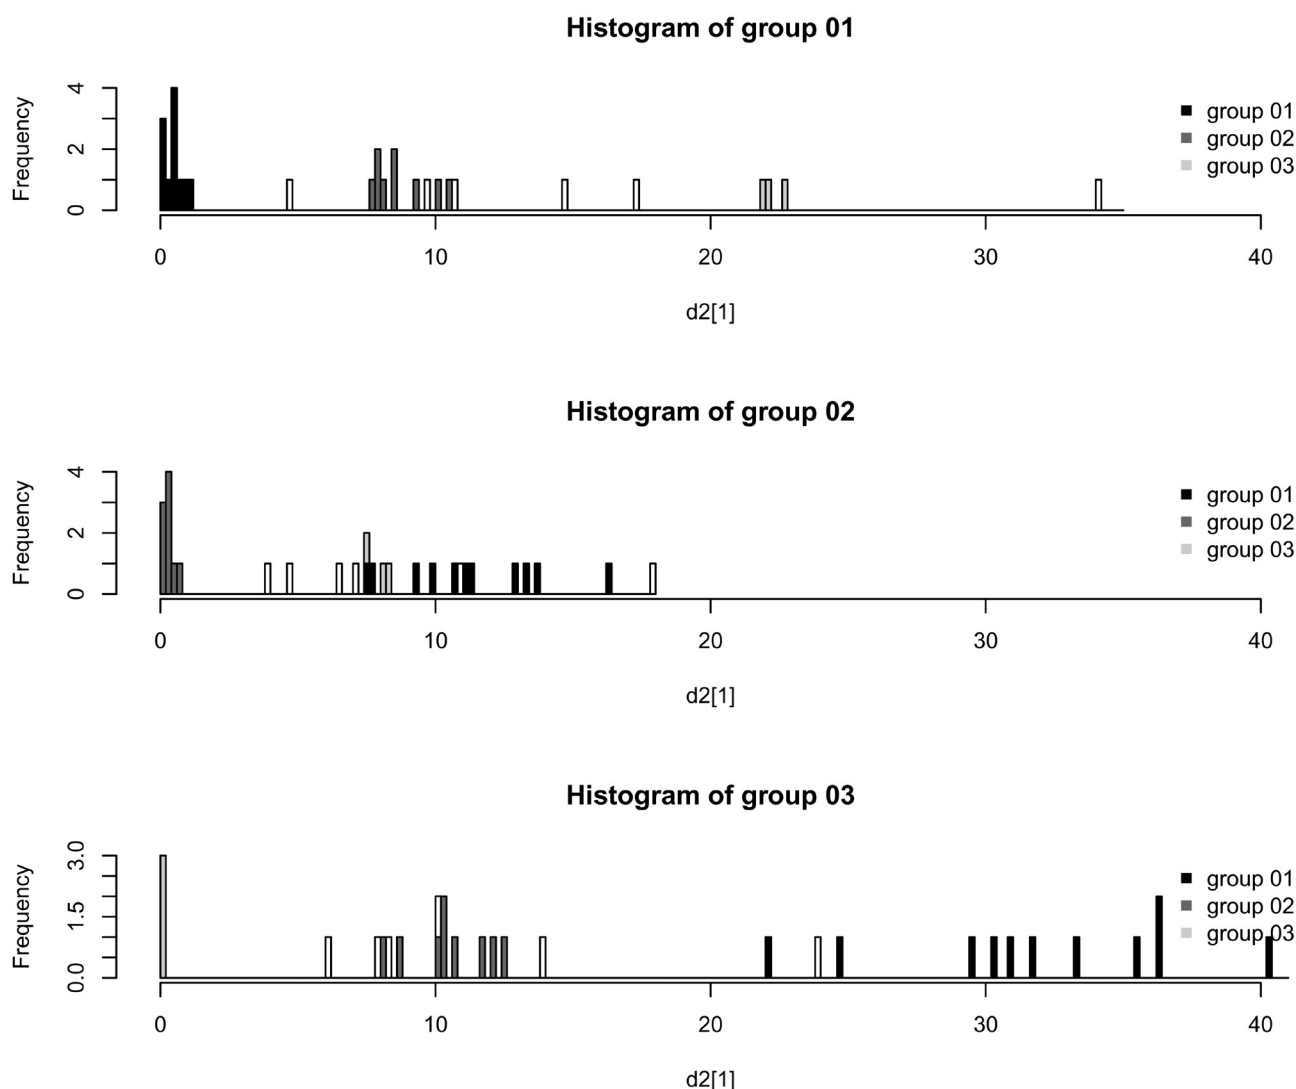 Histogram of group 01
Frequency
4
2
0
group 01
group 02
group 03
0 10 20 30 40
d2[1]
Histogram of group 02
Frequency
4
2
0
group 01
group 02
group 03
0 10 20 30 40
d2[1]
Histogram of group 03
Frequency
3.0
1.5
0.0
group 01
group 02
group 03
0 10 20 30 40
d2[1]